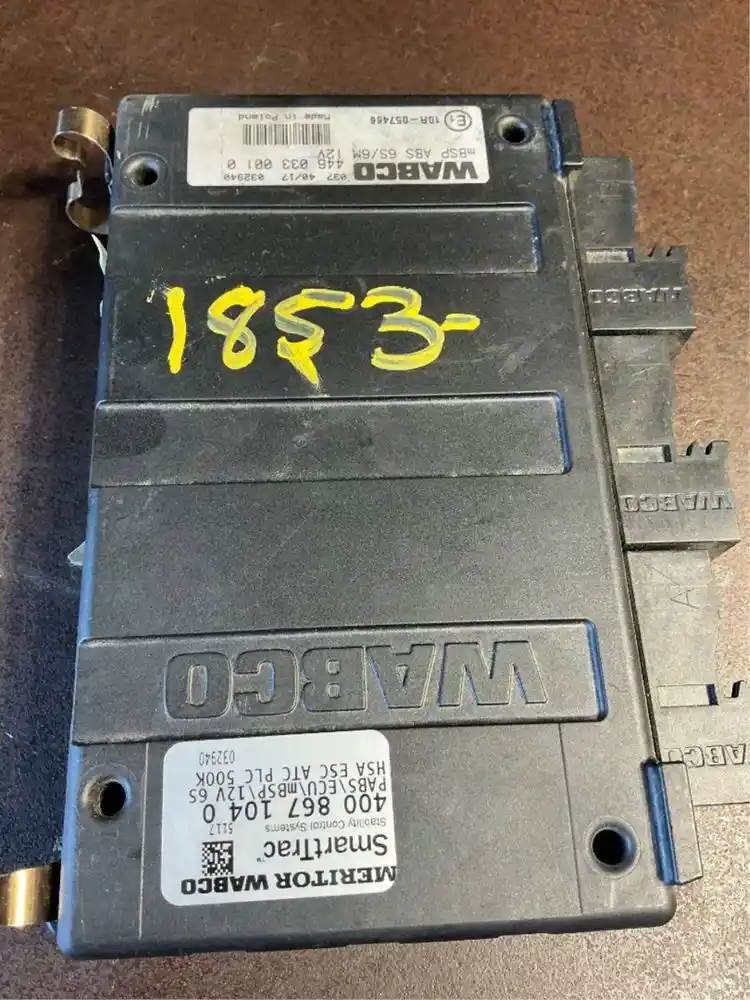 WABCO
446 033 001 0
mBSP ABS 6S/6M 12V
037 40/17 032940
Made in Poland
E1
10R-057466
1853-
WABCO
WABCO
WABCO
WABCO
MERITOR WABCO
SmartTrac™
Stability Control Systems
5117
400 867 104 0
PABS\ECU\mBSP\12V 6S
HSA ESC ATC PLC 500K
032940